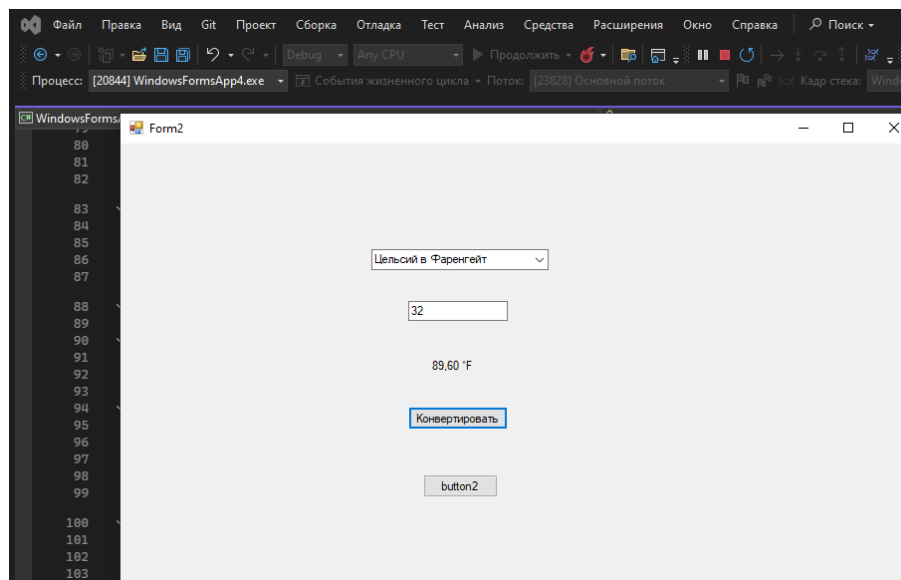 Файл Правка Вид Git Проект Сборка Отладка Тест Анализ Средства Расширения Окно Справка Поиск
Debug Any CPU Продолжить
Процесс: [20844] WindowsFormsApp4.exe События жизненного цикла Поток: [23828] Основной поток Кадр стека:
C# Form2
80
81
82
83
84
85
86 Цельсий в Фаренгейт
87
88 32
89
90
91 89,60 °F
92
93
94 Конвертировать
95
96
97
98 button2
99
100
101
102
103